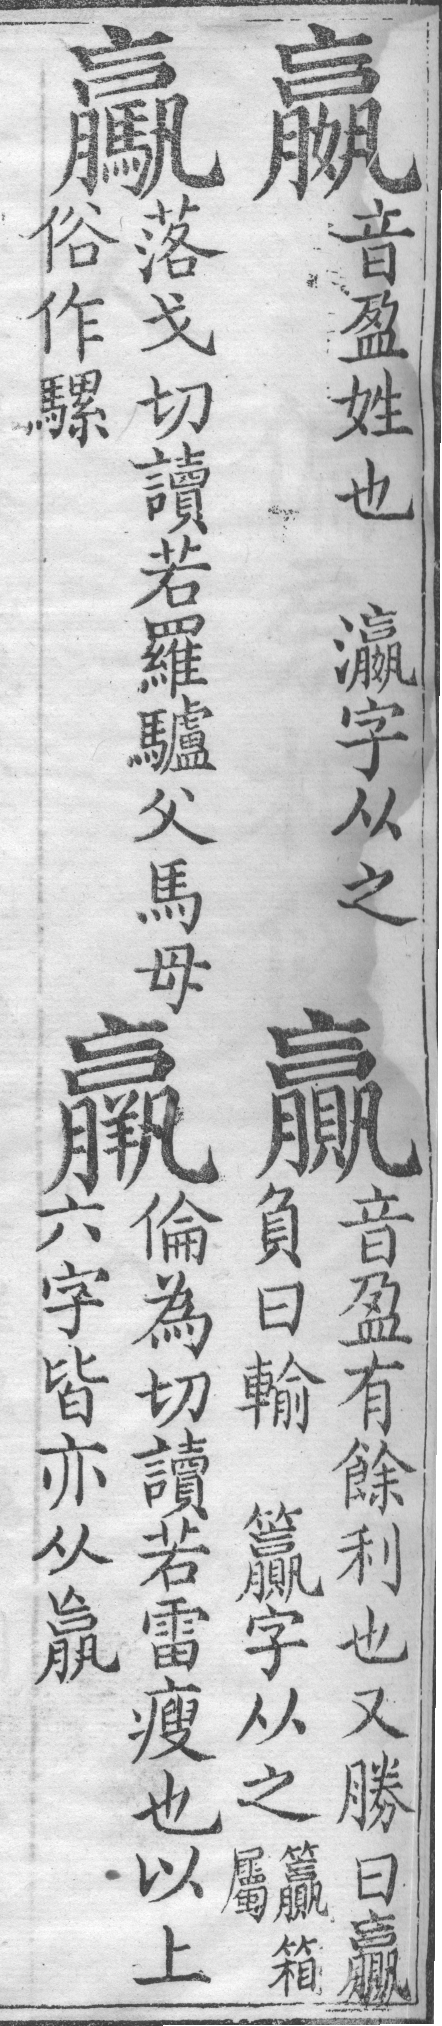 嬴
音盈姓也　瀛字从之
贏
音盈有餘利也又勝曰贏
負曰輸　籯字从之
籯箱
屬
驘
落戈切讀若羅驢父馬母
俗作騾
羸
倫為切讀若雷瘦也以上
六字皆亦从𣎆